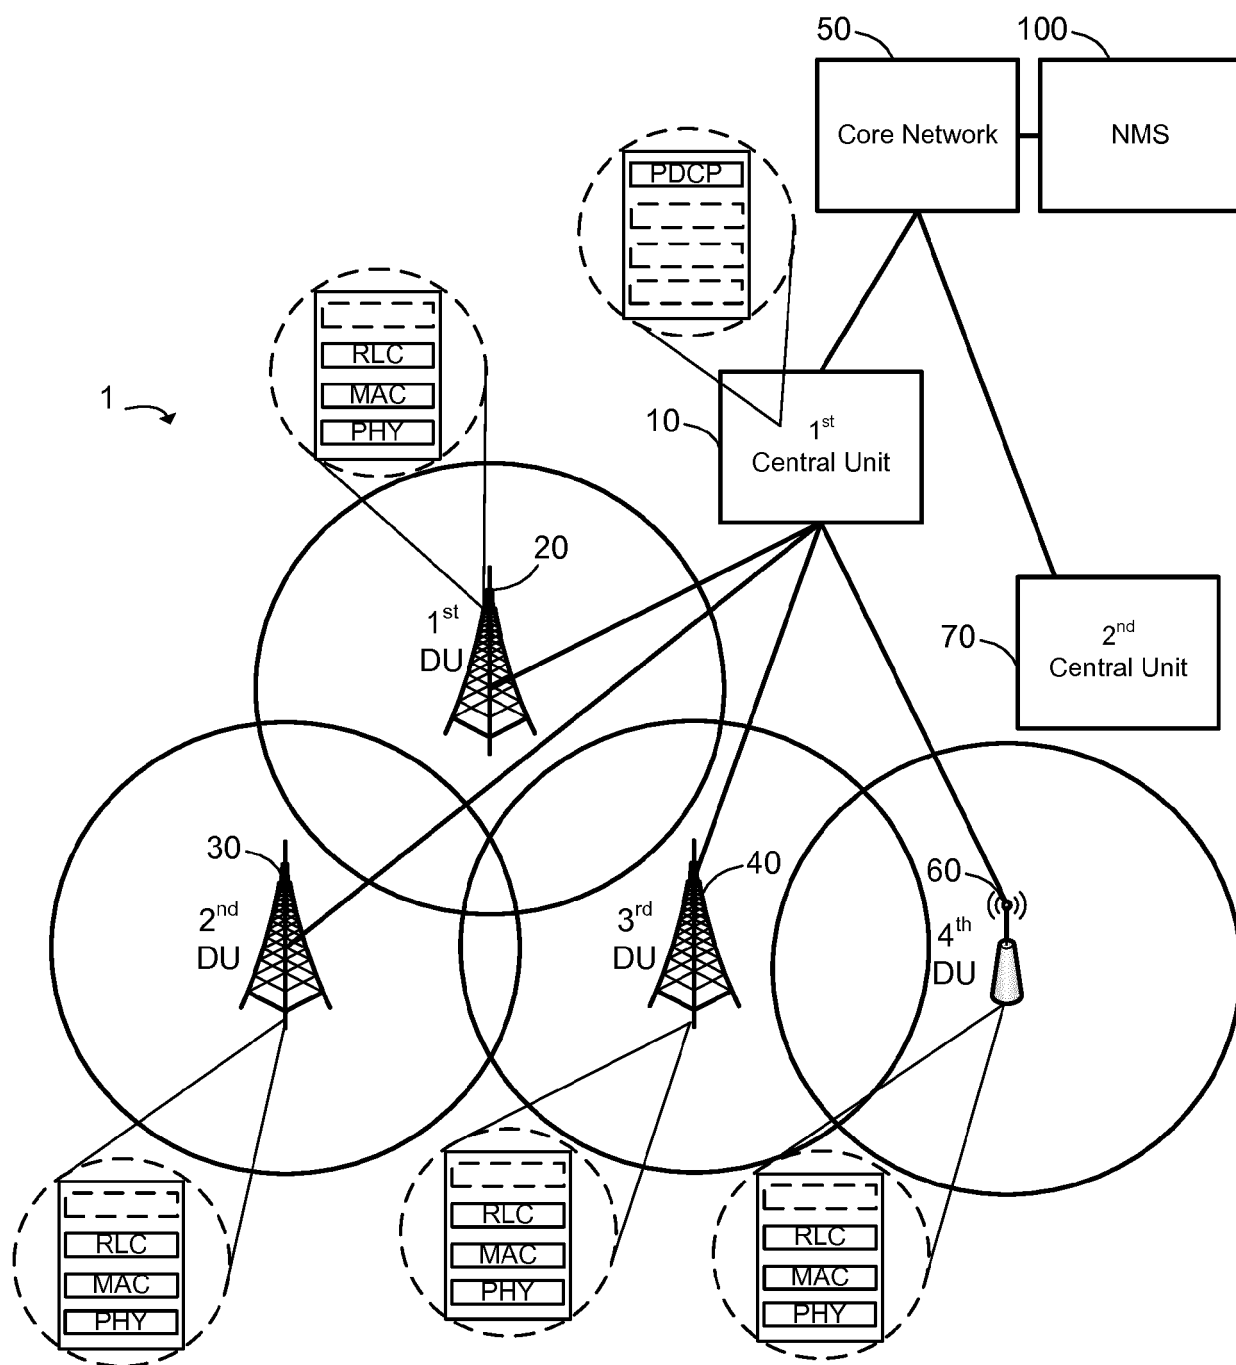 50
100
Core Network
NMS
PDCP
RLC
MAC
PHY
1
10
1st
Central Unit
20
1st
DU
70
2nd
Central Unit
30
2nd
DU
40
3rd
DU
60
4th
DU
RLC
MAC
PHY
RLC
MAC
PHY
RLC
MAC
PHY